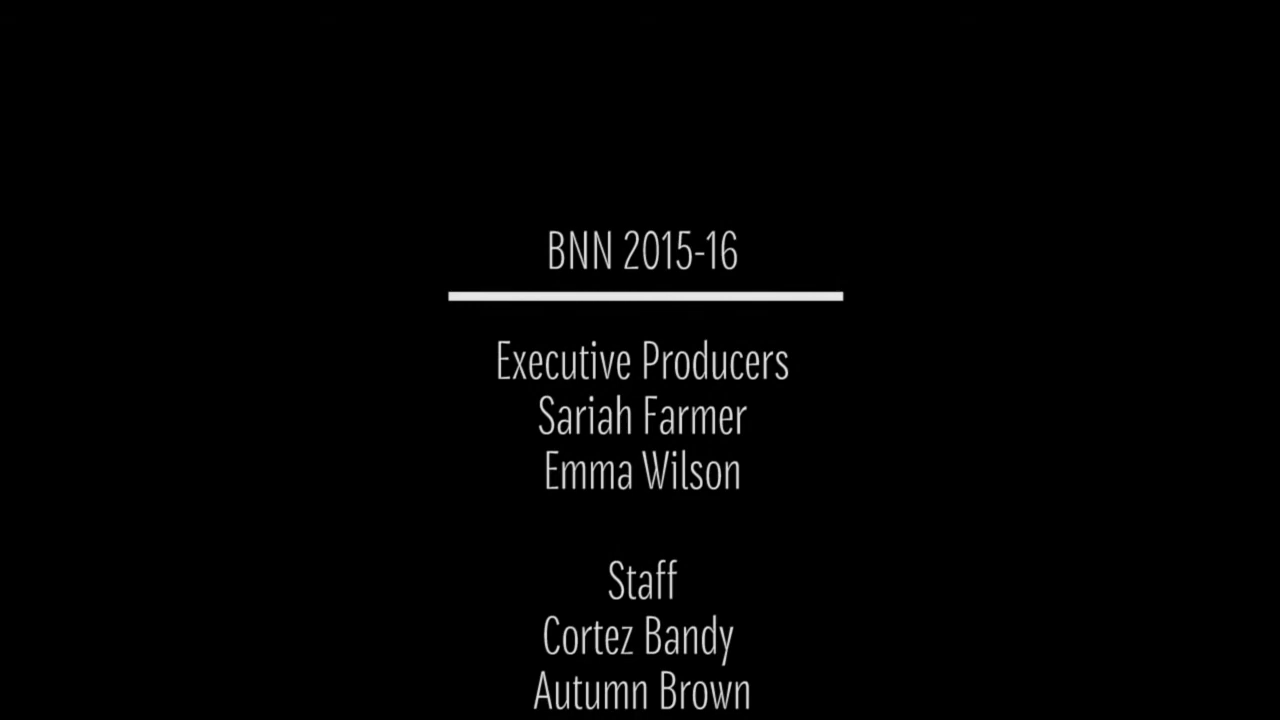 BNN 2015-16
Executive Producers
Sariah Farmer
Emma Wilson
Staff
Cortez Bandy
Autumn Brown